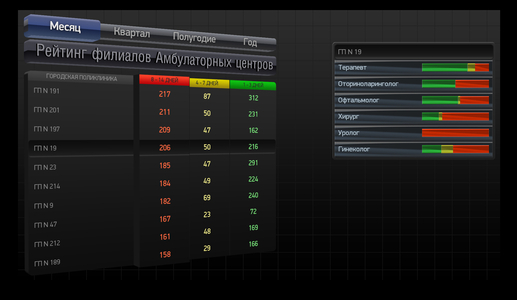 Месяц Квартал Полугодие Год
Рейтинг филиалов Амбулаторных центров
ГОРОДСКАЯ ПОЛИКЛИНИКА 8 - 14 ДНЕЙ 4 - 7 ДНЕЙ 1 - 3 ДНЕЙ
ГП N 191 217 87 312
ГП N 201 211 50 231
ГП N 197 209 47 162
ГП N 19 206 50 216
ГП N 23 185 47 291
ГП N 214 184 49 224
ГП N 9 182 69 240
ГП N 47 167 23 72
ГП N 212 161 48 169
ГП N 189 158 29 166
ГП N 19
Терапевт
Оториноларинголог
Офтальмолог
Хирург
Уролог
Гинеколог